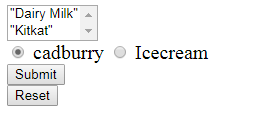 "Dairy Milk"
"Kitkat"
cadburry Icecream
Submit
Reset